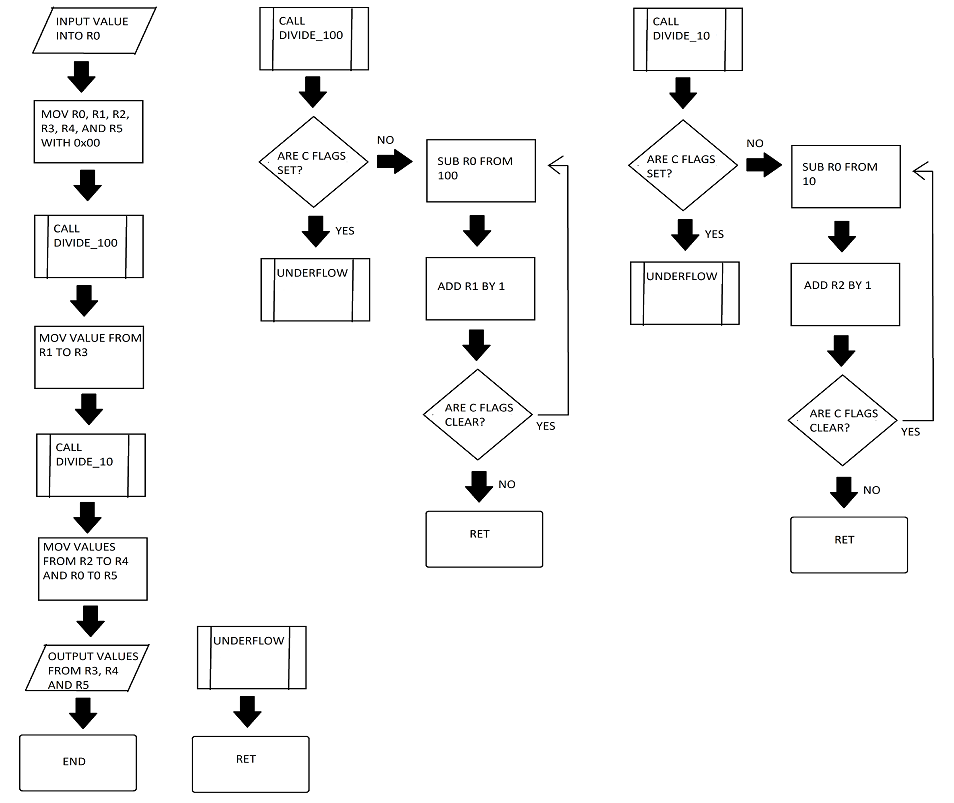 INPUT VALUE
INTO R0
MOV R0, R1, R2,
R3, R4, AND R5
WITH 0x00
CALL
DIVIDE_100
MOV VALUE FROM
R1 TO R3
CALL
DIVIDE_10
MOV VALUES
FROM R2 TO R4
AND R0 T0 R5
OUTPUT VALUES
FROM R3, R4
AND R5
END
CALL
DIVIDE_100
ARE C FLAGS
SET?
NO
YES
UNDERFLOW
SUB R0 FROM
100
ADD R1 BY 1
ARE C FLAGS
CLEAR?
YES
NO
RET
UNDERFLOW
RET
CALL
DIVIDE_10
ARE C FLAGS
SET?
NO
YES
UNDERFLOW
SUB R0 FROM
10
ADD R2 BY 1
ARE C FLAGS
CLEAR?
YES
NO
RET